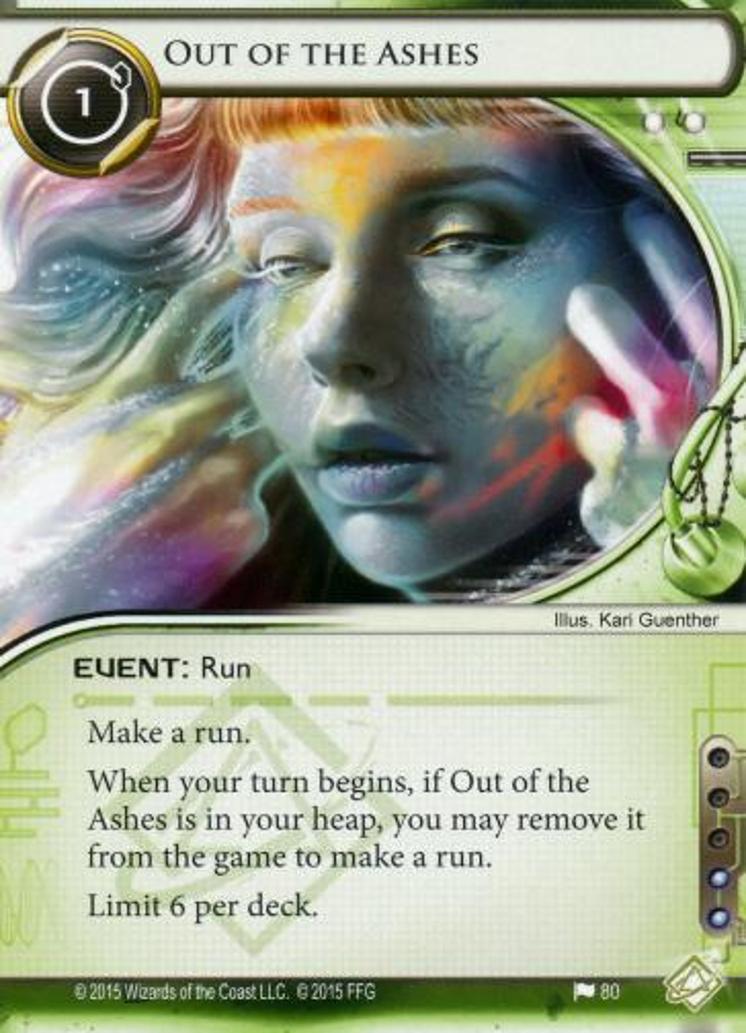 OUT OF THE ASHES
1
Illus. Kari Guenther
EVENT: Run
Make a run.
When your turn begins, if Out of the
Ashes is in your heap, you may remove it
from the game to make a run.
Limit 6 per deck.
© 2015 Wizards of the Coast LLC. © 2015 FFG
80